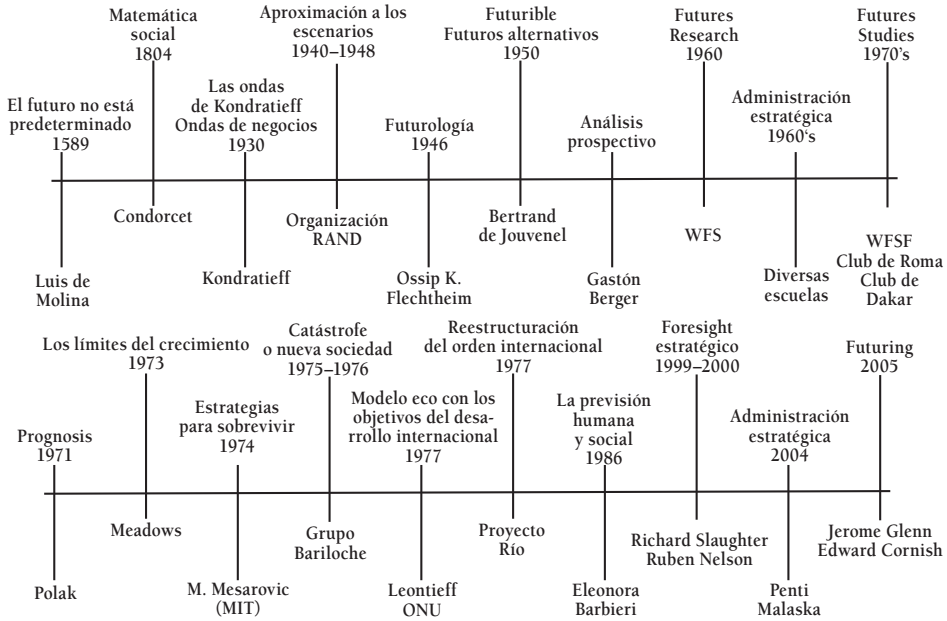 El futuro no está
predeterminado
1589
Luis de
Molina
Matemática
social
1804
Condorcet
Las ondas
de Kondratieff
Ondas de negocios
1930
Kondratieff
Aproximación a los
escenarios
1940–1948
Organización
RAND
Futurología
1946
Ossip K.
Flechtheim
Futurible
Futuros alternativos
1950
Bertrand
de Jouvenel
Análisis
prospectivo
Gastón
Berger
Futures
Research
1960
WFS
Administración
estratégica
1960‘s
Diversas
escuelas
Futures
Studies
1970’s
WFSF
Club de Roma
Club de
Dakar
Prognosis
1971
Polak
Los límites del crecimiento
1973
Meadows
Estrategias
para sobrevivir
1974
M. Mesarovic
(MIT)
Catástrofe
o nueva sociedad
1975–1976
Grupo
Bariloche
Modelo eco con los
objetivos del desa-
rrollo internacional
1977
Leontieff
ONU
Reestructuración
del orden internacional
1977
Proyecto
Río
La previsión
humana
y social
1986
Eleonora
Barbieri
Foresight
estratégico
1999–2000
Richard Slaughter
Ruben Nelson
Administración
estratégica
2004
Penti
Malaska
Futuring
2005
Jerome Glenn
Edward Cornish